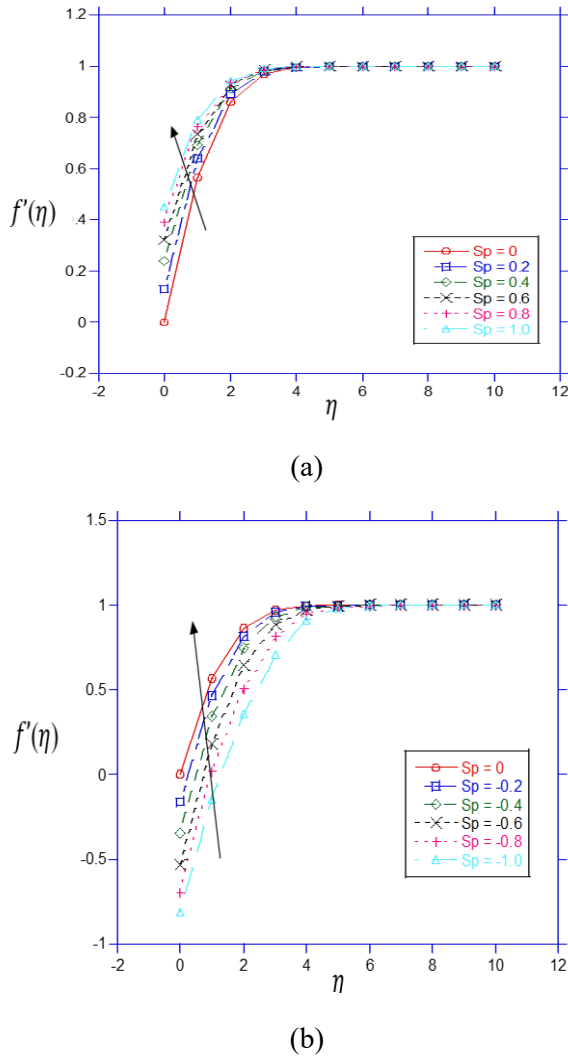 1.2
1
0.8
0.6
0.4
0.2
0
-0.2
f'(η)
Sp = 0
Sp = 0.2
Sp = 0.4
Sp = 0.6
Sp = 0.8
Sp = 1.0
-2 0 2 4 6 8 10 12
η
(a)
1.5
1
0.5
0
-0.5
-1
f'(η)
Sp = 0
Sp = -0.2
Sp = -0.4
Sp = -0.6
Sp = -0.8
Sp = -1.0
-2 0 2 4 6 8 10 12
η
(b)